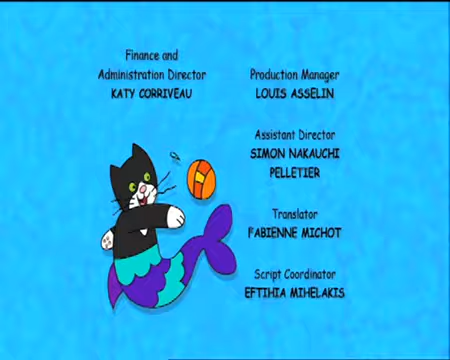 Finance and
Administration Director
KATY CORRIVEAU
Production Manager
LOUIS ASSELIN
Assistant Director
SIMON NAKAUCHI
PELLETIER
Translator
FABIENNE MICHOT
Script Coordinator
EFTIHIA MIHELAKIS